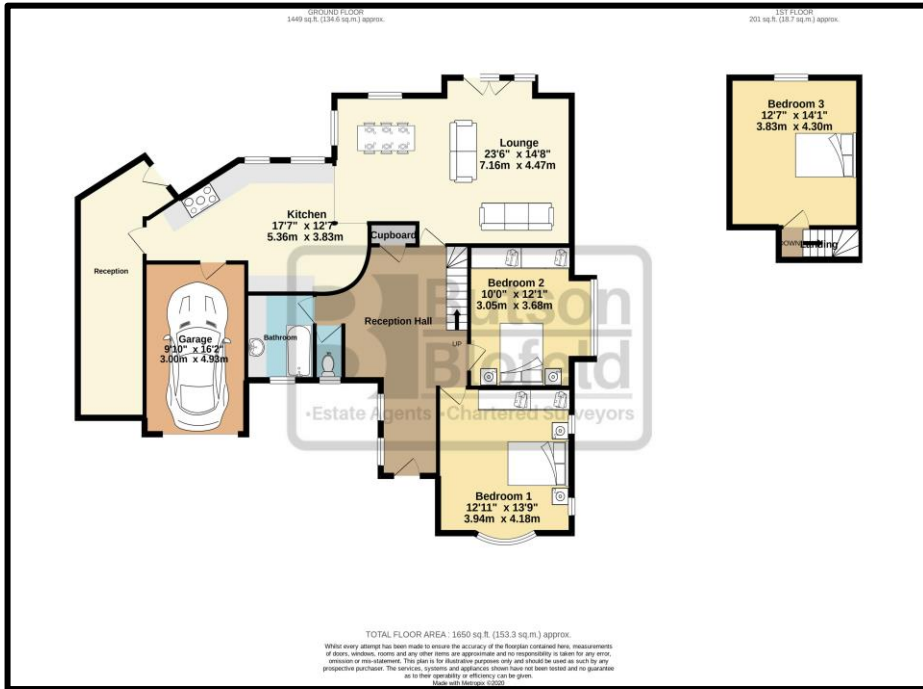 GROUND FLOOR
1449 sq.ft. (134.6 sq.m.) approx.
1ST FLOOR
201 sq.ft. (18.7 sq.m.) approx.
Bedroom 3
12'7" x 14'1"
3.83m x 4.30m
DOWN
Landing
Lounge
23'6" x 14'8"
7.16m x 4.47m
Kitchen
17'7" x 12'7"
5.36m x 3.83m
Cupboard
Reception
Bedroom 2
10'0" x 12'1"
3.05m x 3.68m
Reception Hall
UP
Garage
9'10" x 16'2"
3.00m x 4.93m
Bathroom
Butson
Blofeld
•Estate Agents •Chartered Surveyors
Bedroom 1
12'11" x 13'9"
3.94m x 4.18m
TOTAL FLOOR AREA : 1650 sq.ft. (153.3 sq.m.) approx.
Whilst every attempt has been made to ensure the accuracy of the floorplan contained here, measurements
of doors, windows, rooms and any other items are approximate and no responsibility is taken for any error,
omission or mis-statement. This plan is for illustrative purposes only and should be used as such by any
prospective purchaser. The services, systems and appliances shown have not been tested and no guarantee
as to their operability or efficiency can be given.
Made with Metropix ©2020